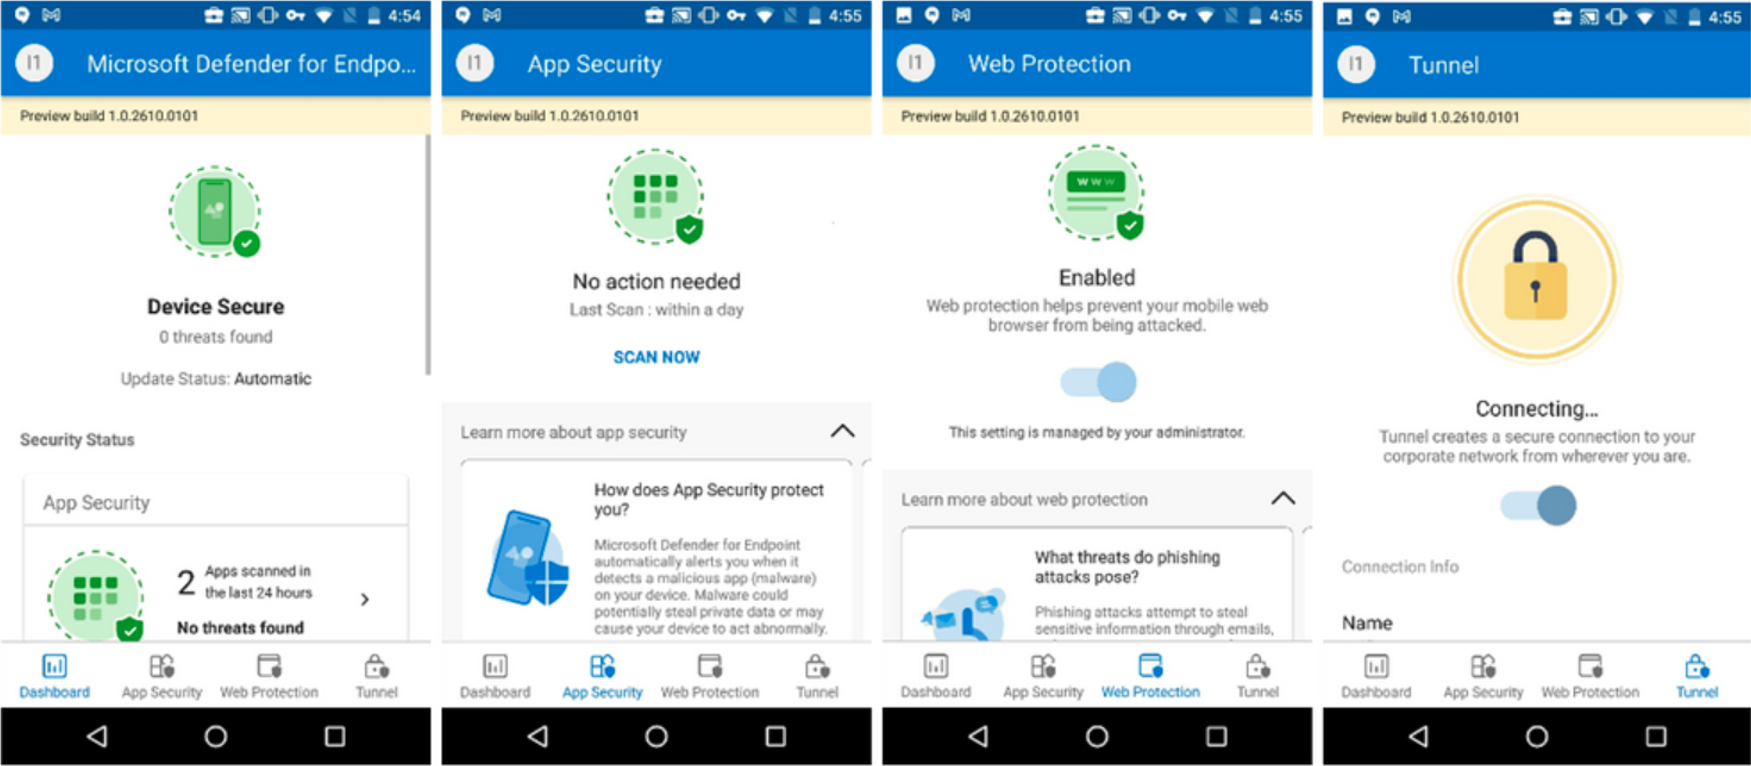 4:54
I1
Microsoft Defender for Endpo...
Preview build 1.0.2610.0101
Device Secure
0 threats found
Update Status: Automatic
Security Status
App Security
2 Apps scanned in
the last 24 hours
No threats found
Dashboard
App Security
Web Protection
Tunnel
4:55
I1
App Security
Preview build 1.0.2610.0101
No action needed
Last Scan : within a day
SCAN NOW
Learn more about app security
How does App Security protect
you?
Microsoft Defender for Endpoint
automatically alerts you when it
detects a malicious app (malware)
on your device. Malware could
potentially steal private data or may
cause your device to act abnormally.
Dashboard
App Security
Web Protection
Tunnel
4:55
I1
Web Protection
Preview build 1.0.2610.0101
www
Enabled
Web protection helps prevent your mobile web
browser from being attacked.
This setting is managed by your administrator.
Learn more about web protection
What threats do phishing
attacks pose?
Phishing attacks attempt to steal
sensitive information through emails,
Dashboard
App Security
Web Protection
Tunnel
4:55
I1
Tunnel
Preview build 1.0.2610.0101
Connecting...
Tunnel creates a secure connection to your
corporate network from wherever you are.
Connection Info
Name
Dashboard
App Security
Web Protection
Tunnel